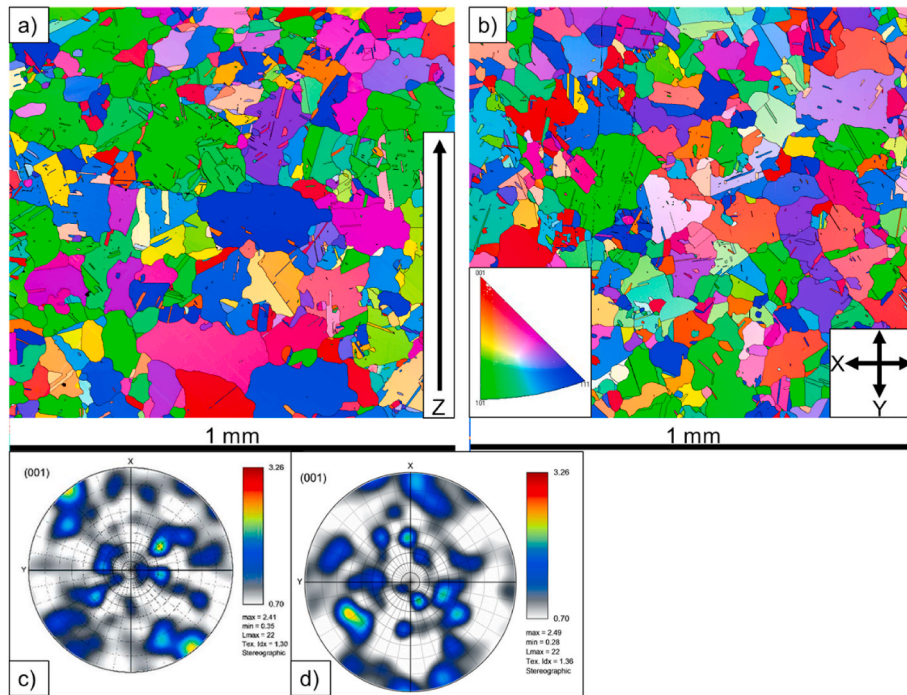 a)
b)
Z
001
101
111
X
Y
1 mm
1 mm
(001)
X
Y
3.26
0.70
max = 2.41
min = 0.35
Lmax = 22
Tex. Idx = 1.30
Stereographic
c)
(001)
X
Y
3.26
0.70
max = 2.49
min = 0.28
Lmax = 22
Tex. Idx = 1.36
Stereographic
d)